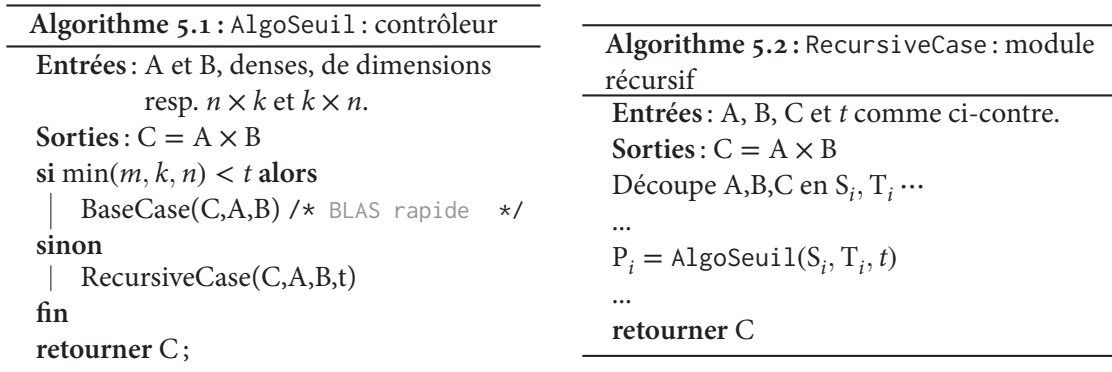 Algorithme 5.1 : AlgoSeuil : contrôleur
Entrées : A et B, denses, de dimensions
resp. n × k et k × n.
Sorties : C = A × B
si min(m, k, n) < t alors
BaseCase(C,A,B) /* BLAS rapide */
sinon
RecursiveCase(C,A,B,t)
fin
retourner C ;
Algorithme 5.2 : RecursiveCase : module
récursif
Entrées : A, B, C et t comme ci-contre.
Sorties : C = A × B
Découpe A,B,C en Sᵢ, Tᵢ ⋯
...
Pᵢ = AlgoSeuil(Sᵢ, Tᵢ, t)
...
retourner C